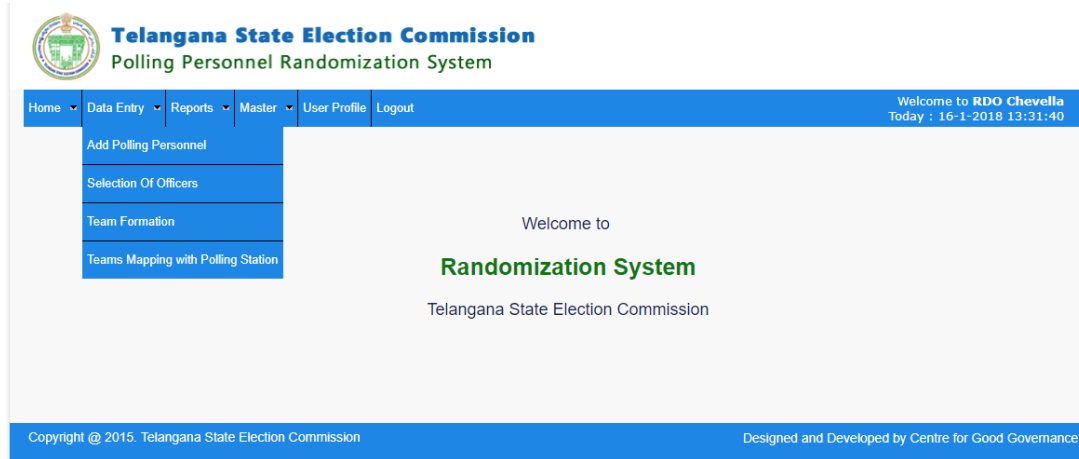 Telangana State Election Commission
Polling Personnel Randomization System
Home Data Entry Reports Master User Profile Logout
Welcome to RDO Chevella
Today : 16-1-2018 13:31:40
Add Polling Personnel
Selection Of Officers
Team Formation
Teams Mapping with Polling Station
Welcome to
Randomization System
Telangana State Election Commission
Copyright @ 2015. Telangana State Election Commission
Designed and Developed by Centre for Good Governance